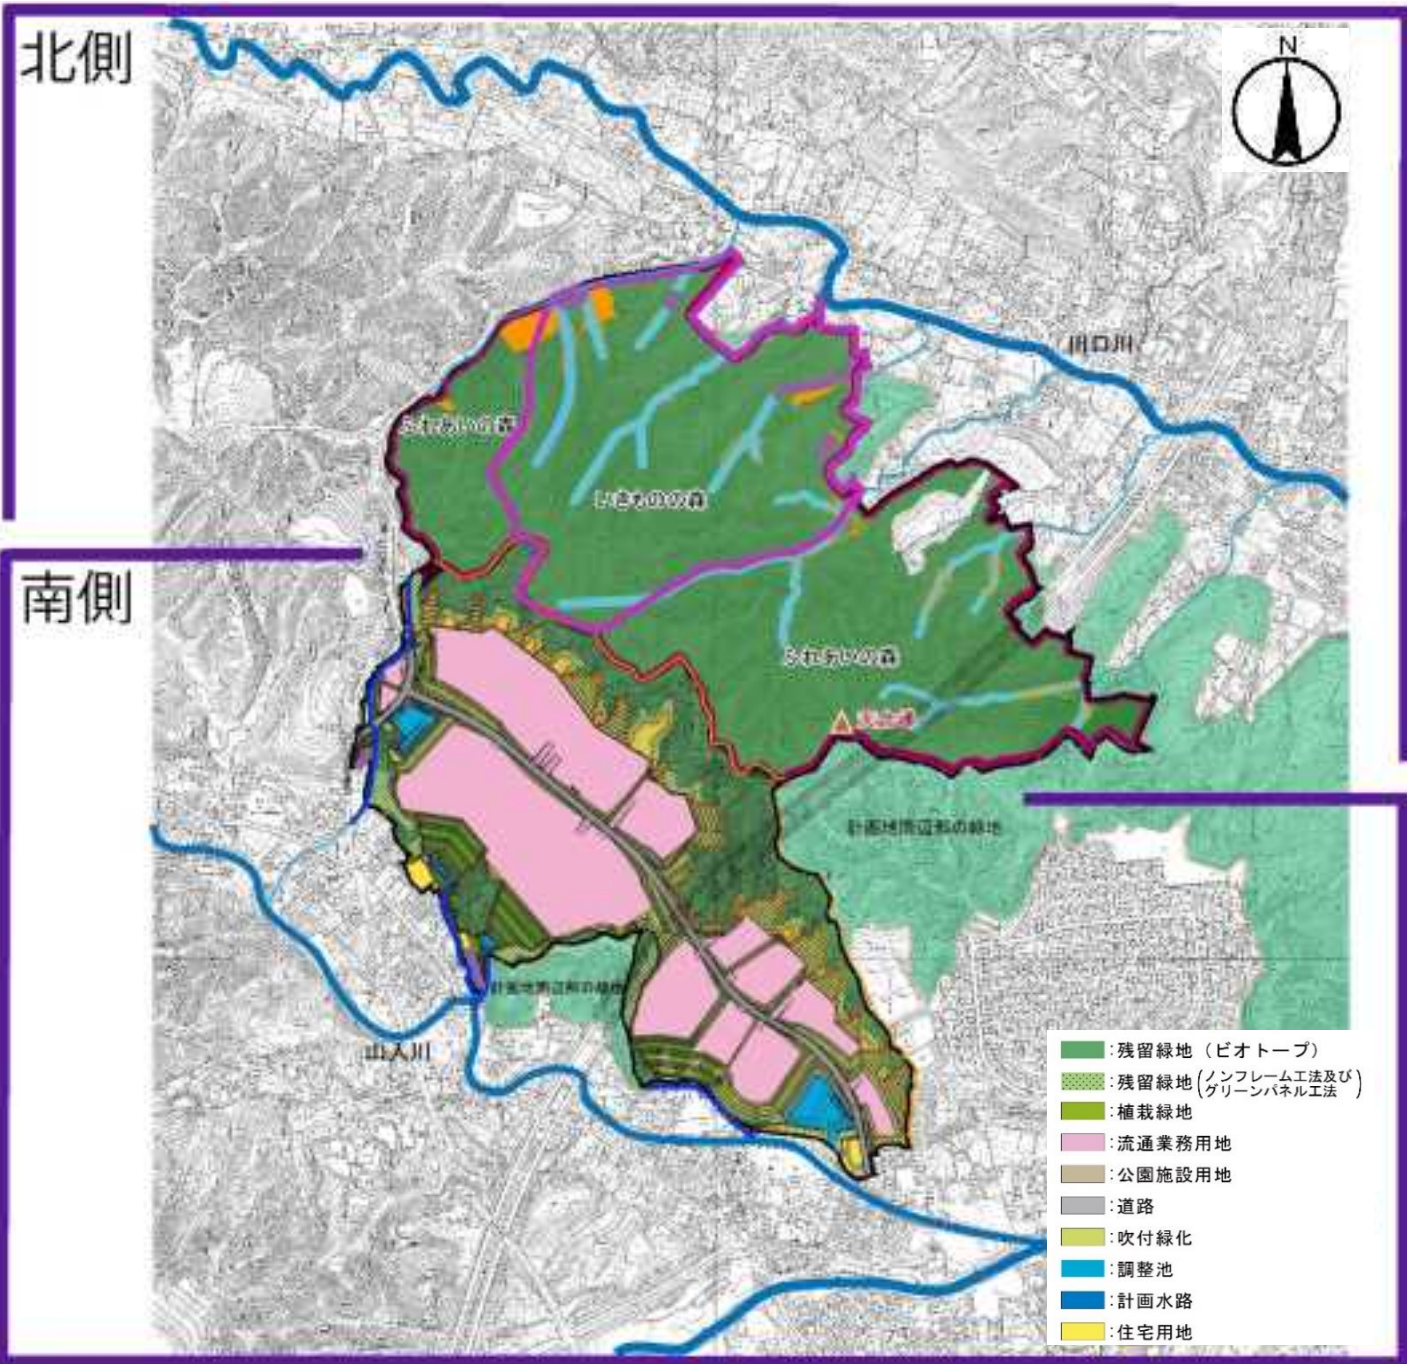 北側
N
川口川
ふれあいの森
いきものの森
南側
ふれあいの森
計画地周辺部の緑地
計画地周辺部の緑地
山入川
:残留緑地（ビオトープ）
:残留緑地(ノンフレーム工法及び
グリーンパネル工法)
:植栽緑地
:流通業務用地
:公園施設用地
:道路
:吹付緑化
:調整池
:計画水路
:住宅用地